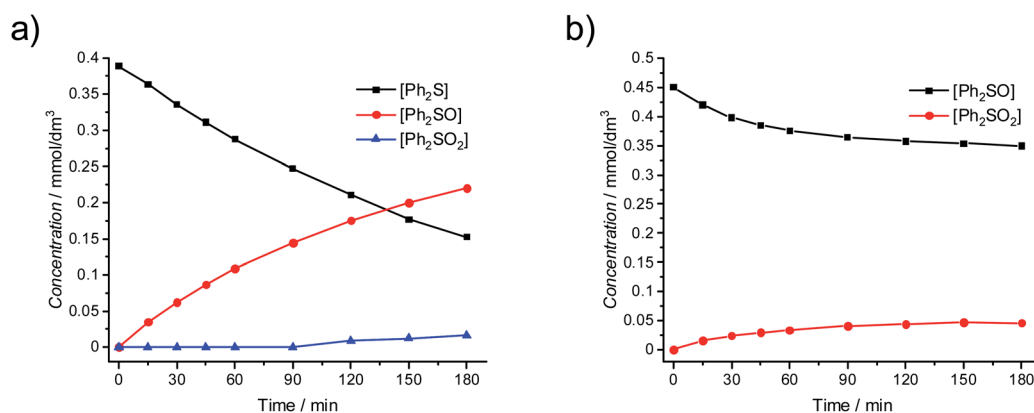 a)
0.4
0.35
0.3
0.25
0.2
0.15
0.1
0.05
0
Concentration / mmol/dm³
[Ph₂S]
[Ph₂SO]
[Ph₂SO₂]
0 30 60 90 120 150 180
Time / min
b)
0.5
0.45
0.4
0.35
0.3
0.25
0.2
0.15
0.1
0.05
0
Concentration / mmol/dm³
[Ph₂SO]
[Ph₂SO₂]
0 30 60 90 120 150 180
Time / min